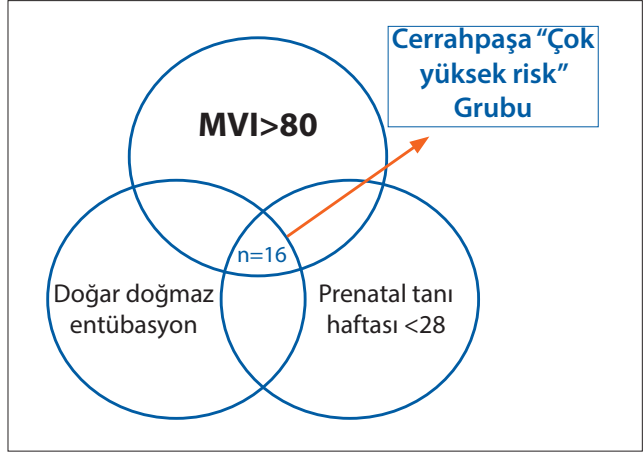 Cerrahpaşa “Çok
yüksek risk”
Grubu
MVI>80
n=16
Doğar doğmaz
entübasyon
Prenatal tanı
haftası <28